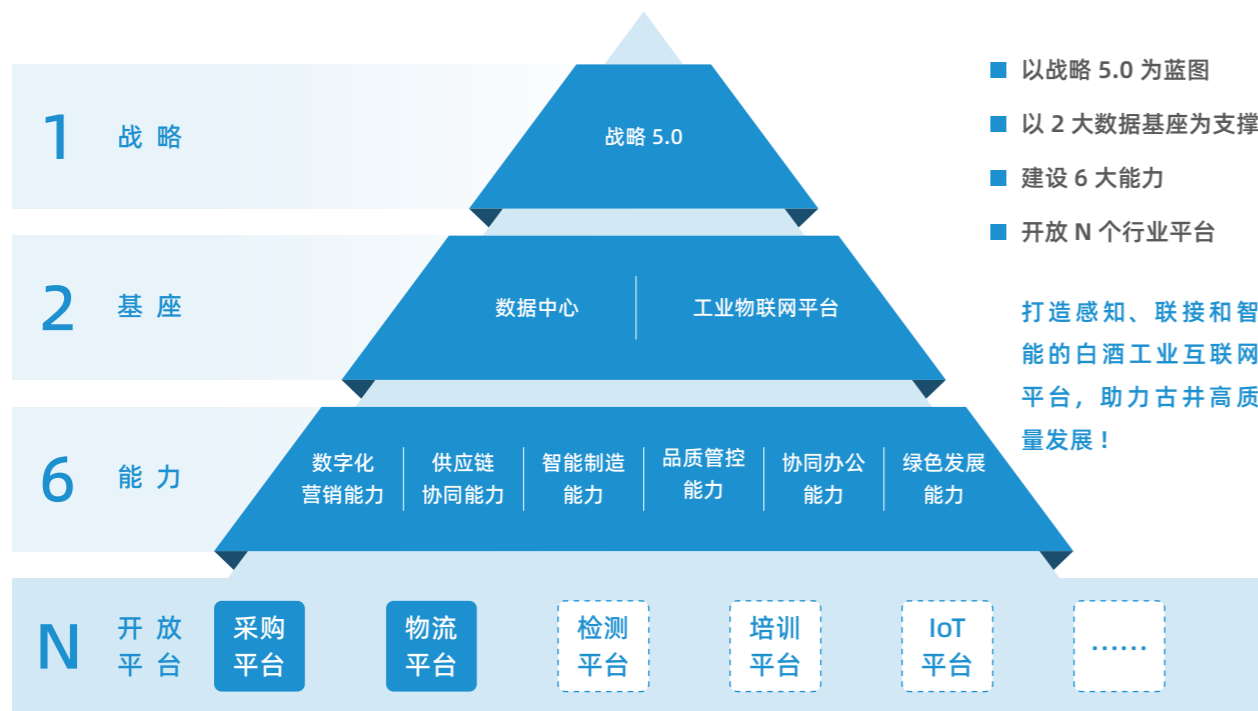 1 战略
战略 5.0
2 基座
数据中心
工业物联网平台
6 能力
数字化
营销能力
供应链
协同能力
智能制造
能力
品质管控
能力
协同办公
能力
绿色发展
能力
N 开放
平台
采购
平台
物流
平台
检测
平台
培训
平台
IoT
平台
······
以战略 5.0 为蓝图
以 2 大数据基座为支撑
建设 6 大能力
开放 N 个行业平台
打造感知、联接和智
能的白酒工业互联网
平台，助力古井高质
量发展！